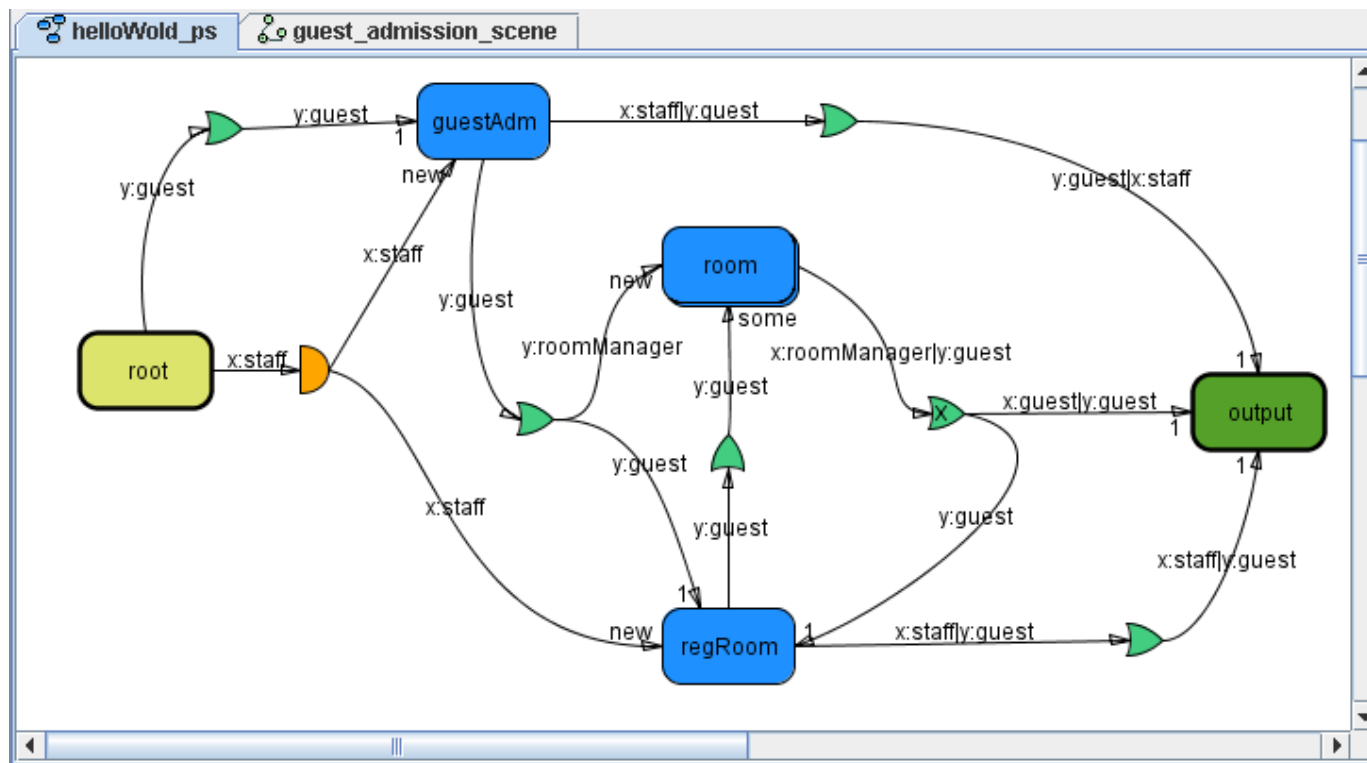 helloWold_ps
guest_admission_scene
y:guest
1
guestAdm
x:staff|y:guest
y:guest
new
y:guest|x:staff
x:staff
room
new
y:guest
some
y:roomManager
x:roomManager|y:guest
root
x:staff
1
y:guest
x:guest|y:guest
output
X
1
y:guest
1
x:staff
y:guest
y:guest
x:staff|y:guest
1
new
regRoom
1
x:staff|y:guest